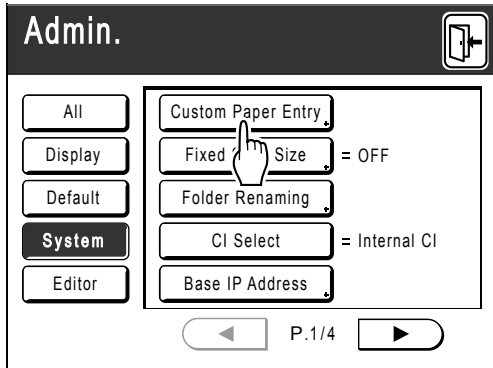 Admin.
All
Custom Paper Entry
Display
Fixed Size = OFF
Default
Folder Renaming
System
CI Select = Internal CI
Editor
Base IP Address
P.1/4